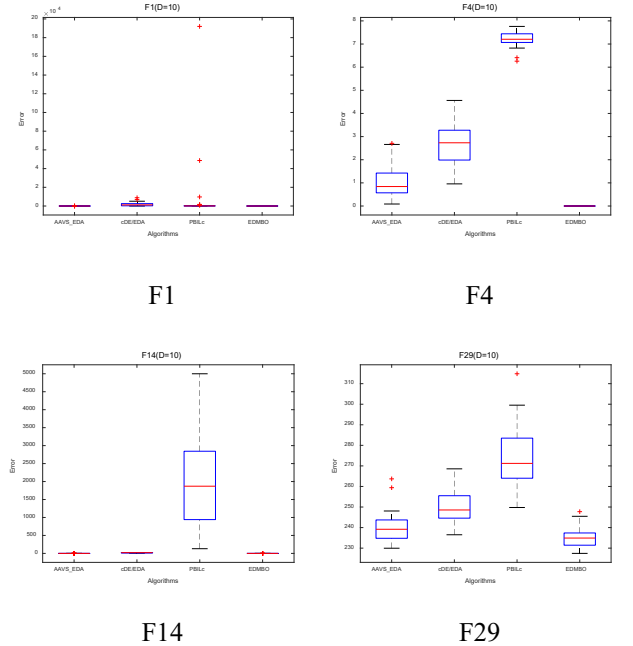 F1(D=10)
×10^4
20
18
16
14
12
10
8
6
4
2
0
Error
AAVS_EDA cDE/EDA PBILc EDMBO
Algorithms
F1
F4(D=10)
8
7
6
5
4
3
2
1
0
Error
AAVS_EDA cDE/EDA PBILc EDMBO
Algorithms
F4
F14(D=10)
5000
4500
4000
3500
3000
2500
2000
1500
1000
500
0
Error
AAVS_EDA cDE/EDA PBILc EDMBO
Algorithms
F14
F29(D=10)
310
300
290
280
270
260
250
240
230
Error
AAVS_EDA cDE/EDA PBILc EDMBO
Algorithms
F29